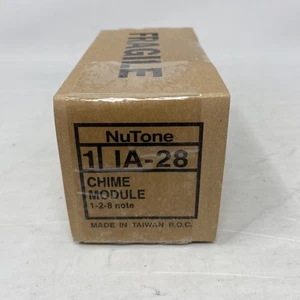 FRAGILE
NuTone
1 IA-28
CHIME
MODULE
1-2-8 note
MADE IN TAIWAN R.O.C.